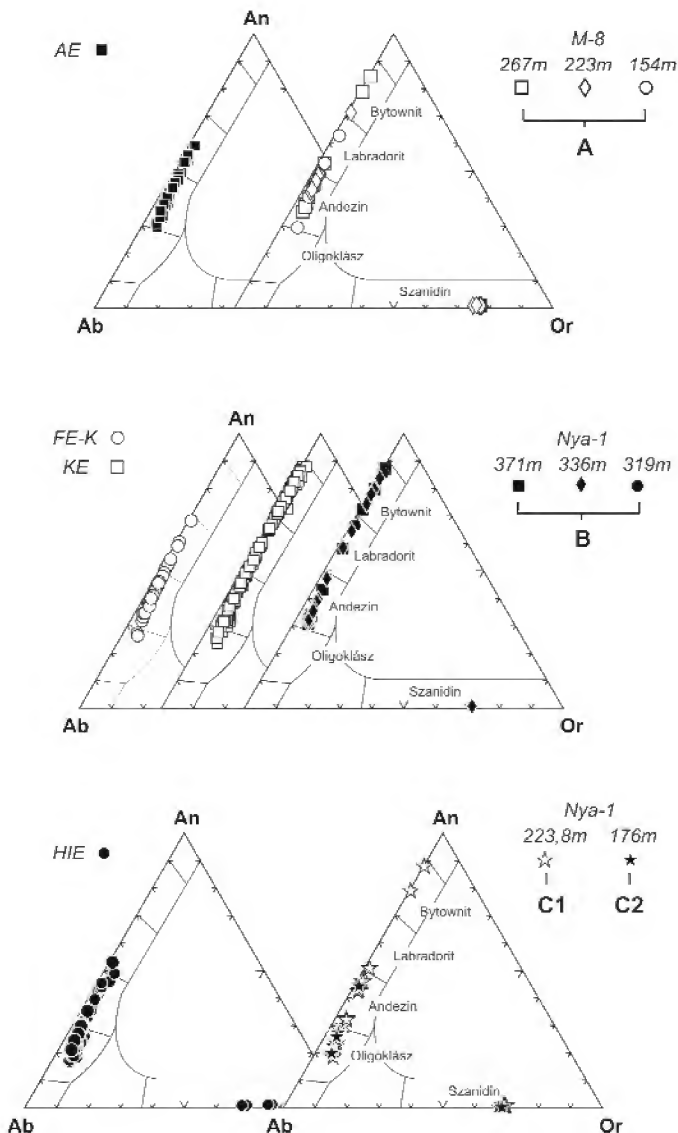 An
AE
M-8
267m 223m 154m
A
Bytownit
Labradorit
Andezin
Oligoklász
Szanidin
Ab
Or
An
FE-K
KE
Nya-1
371m 336m 319m
B
Bytownit
Labradorit
Andezin
Oligoklász
Szanidin
Ab
Or
An
An
HIE
Nya-1
223,8m 176m
C1 C2
Bytownit
Labradorit
Andezin
Oligoklász
Szanidin
Ab
Ab
Or